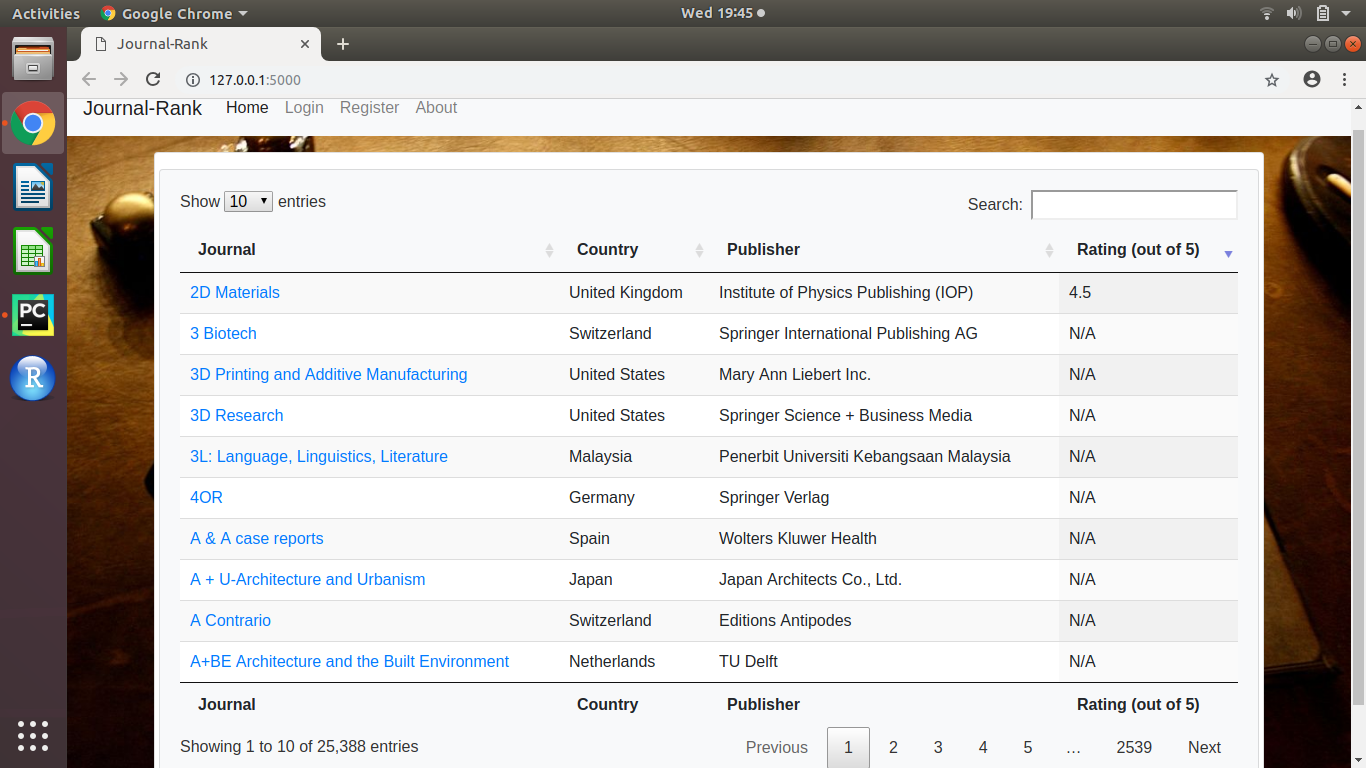 Activities Google Chrome Wed 19:45
Journal-Rank
127.0.0.1:5000
Journal-Rank Home Login Register About
Show 10 entries Search:
Journal Country Publisher Rating (out of 5)
2D Materials United Kingdom Institute of Physics Publishing (IOP) 4.5
3 Biotech Switzerland Springer International Publishing AG N/A
3D Printing and Additive Manufacturing United States Mary Ann Liebert Inc. N/A
3D Research United States Springer Science + Business Media N/A
3L: Language, Linguistics, Literature Malaysia Penerbit Universiti Kebangsaan Malaysia N/A
4OR Germany Springer Verlag N/A
A & A case reports Spain Wolters Kluwer Health N/A
A + U-Architecture and Urbanism Japan Japan Architects Co., Ltd. N/A
A Contrario Switzerland Editions Antipodes N/A
A+BE Architecture and the Built Environment Netherlands TU Delft N/A
Journal Country Publisher Rating (out of 5)
Showing 1 to 10 of 25,388 entries Previous 1 2 3 4 5 … 2539 Next
PC
R